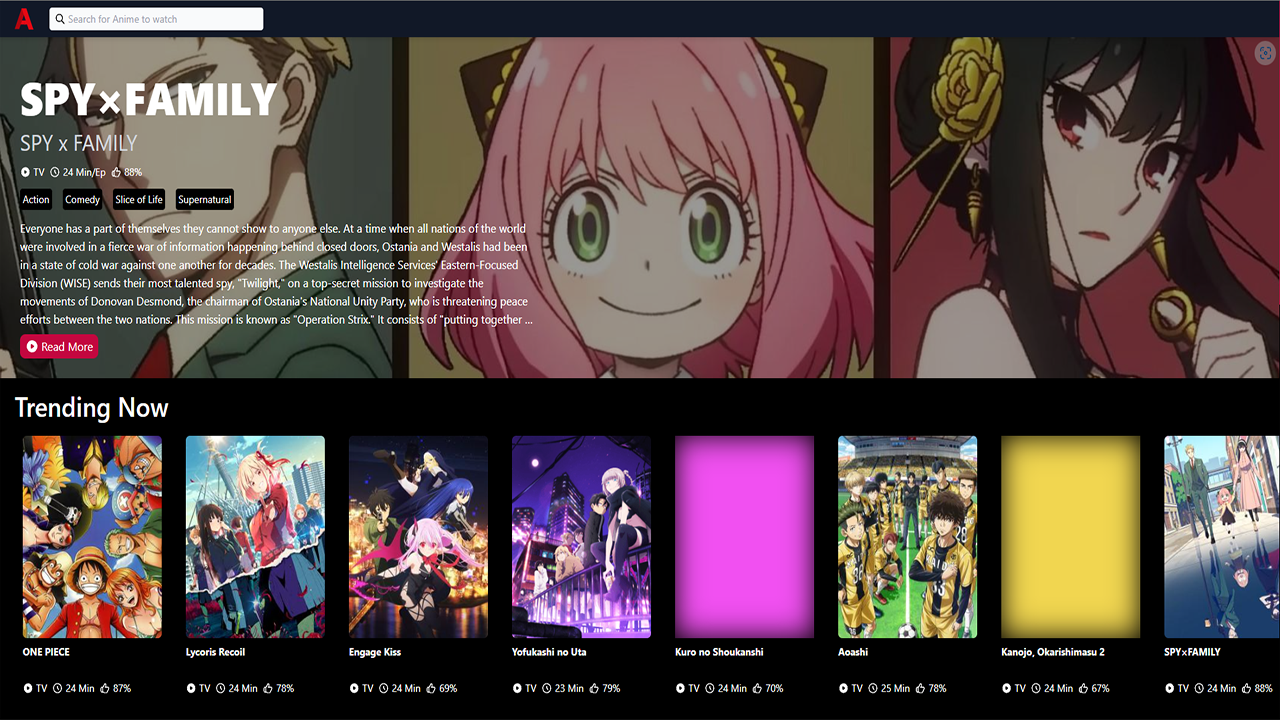 A
Search for Anime to watch
SPY×FAMILY
SPY x FAMILY
TV 24 Min/Ep 88%
Action Comedy Slice of Life Supernatural
Everyone has a part of themselves they cannot show to anyone else. At a time when all nations of the world
were involved in a fierce war of information happening behind closed doors, Ostania and Westalis had been
in a state of cold war against one another for decades. The Westalis Intelligence Services' Eastern-Focused
Division (WISE) sends their most talented spy, "Twilight," on a top-secret mission to investigate the
movements of Donovan Desmond, the chairman of Ostania's National Unity Party, who is threatening peace
efforts between the two nations. This mission is known as "Operation Strix." It consists of "putting together ...
Read More
Trending Now
ONE PIECE
TV 24 Min 87%
Lycoris Recoil
TV 24 Min 78%
Engage Kiss
TV 24 Min 69%
Yofukashi no Uta
TV 23 Min 79%
Kuro no Shoukanshi
TV 24 Min 70%
Aoashi
TV 25 Min 78%
Kanojo, Okarishimasu 2
TV 24 Min 67%
SPY×FAMILY
TV 24 Min 88%